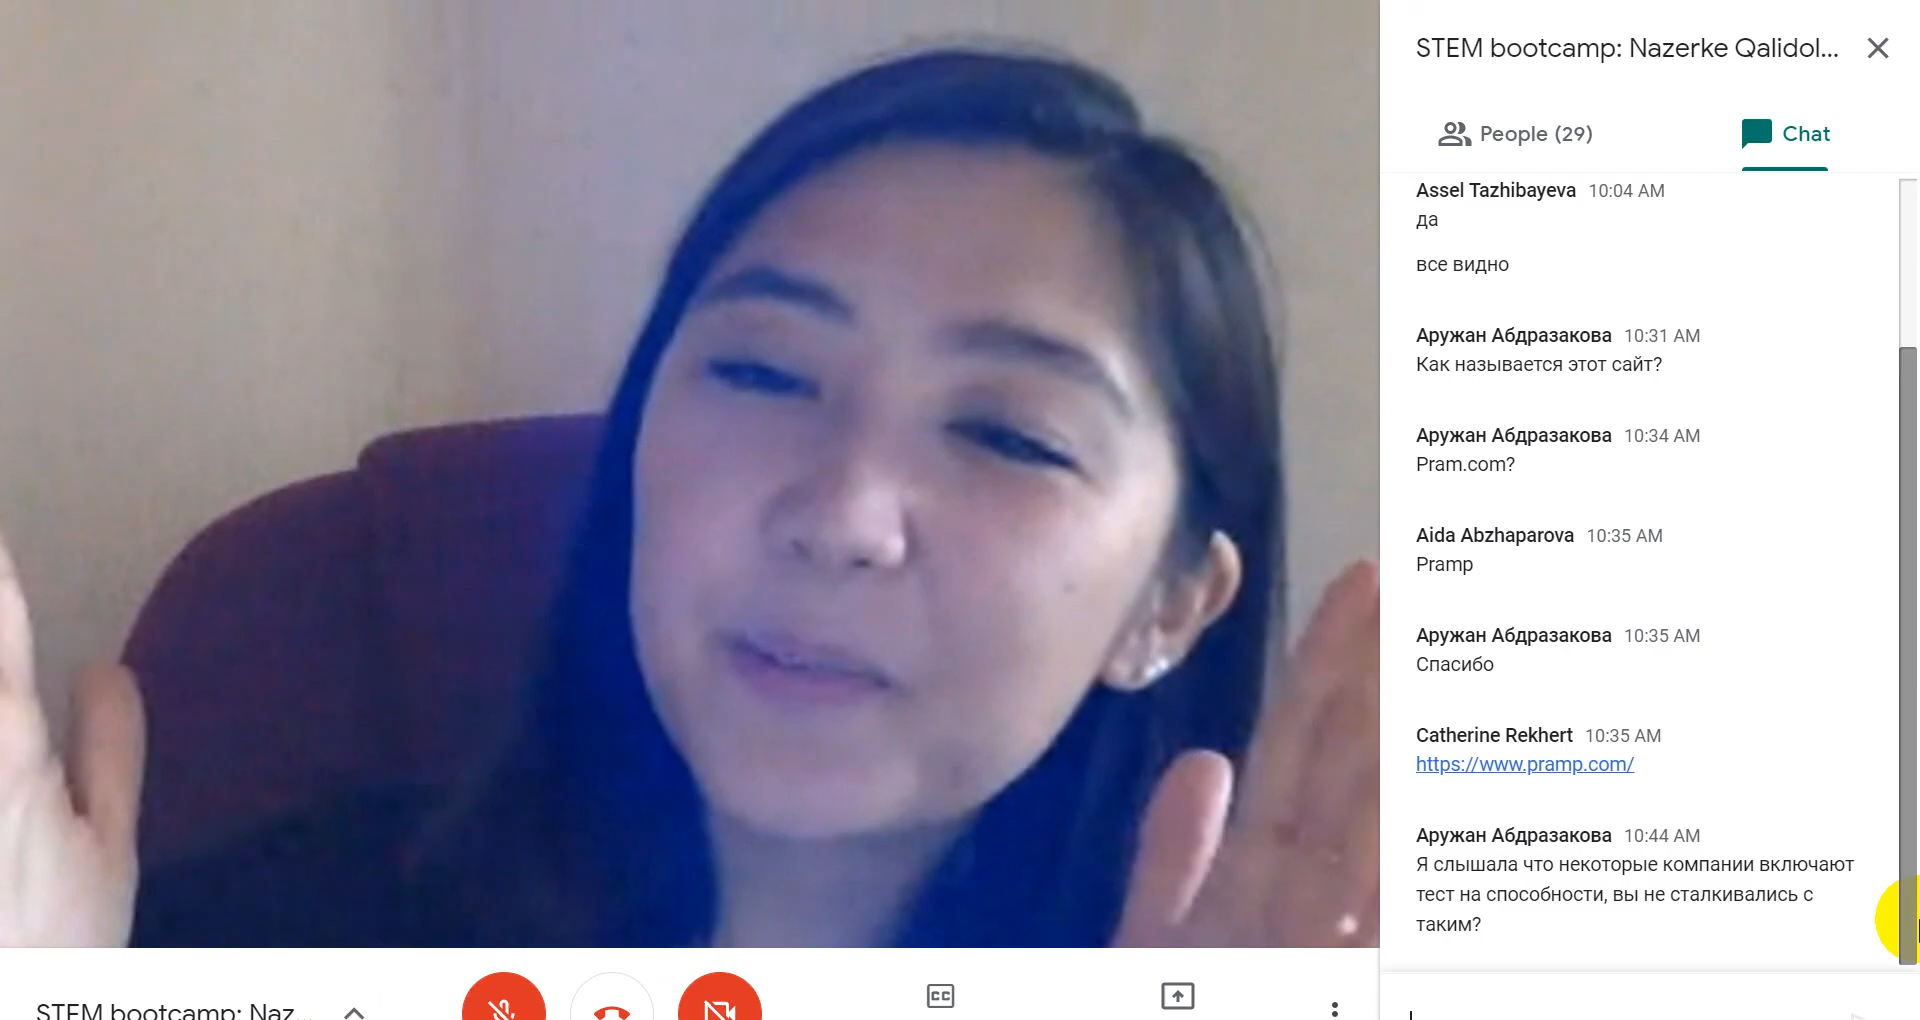 STEM bootcamp: Nazerke Qalidol...
People (29)
Chat
Assel Tazhibayeva 10:04 AM
да
все видно
Аружан Абдразакова 10:31 AM
Как называется этот сайт?
Аружан Абдразакова 10:34 AM
Pram.com?
Aida Abzhaparova 10:35 AM
Pramp
Аружан Абдразакова 10:35 AM
Спасибо
Catherine Rekhert 10:35 AM
https://www.pramp.com/
Аружан Абдразакова 10:44 AM
Я слышала что некоторые компании включают
тест на способности, вы не сталкивались с
таким?
STEM bootcamp: Naz...
CC